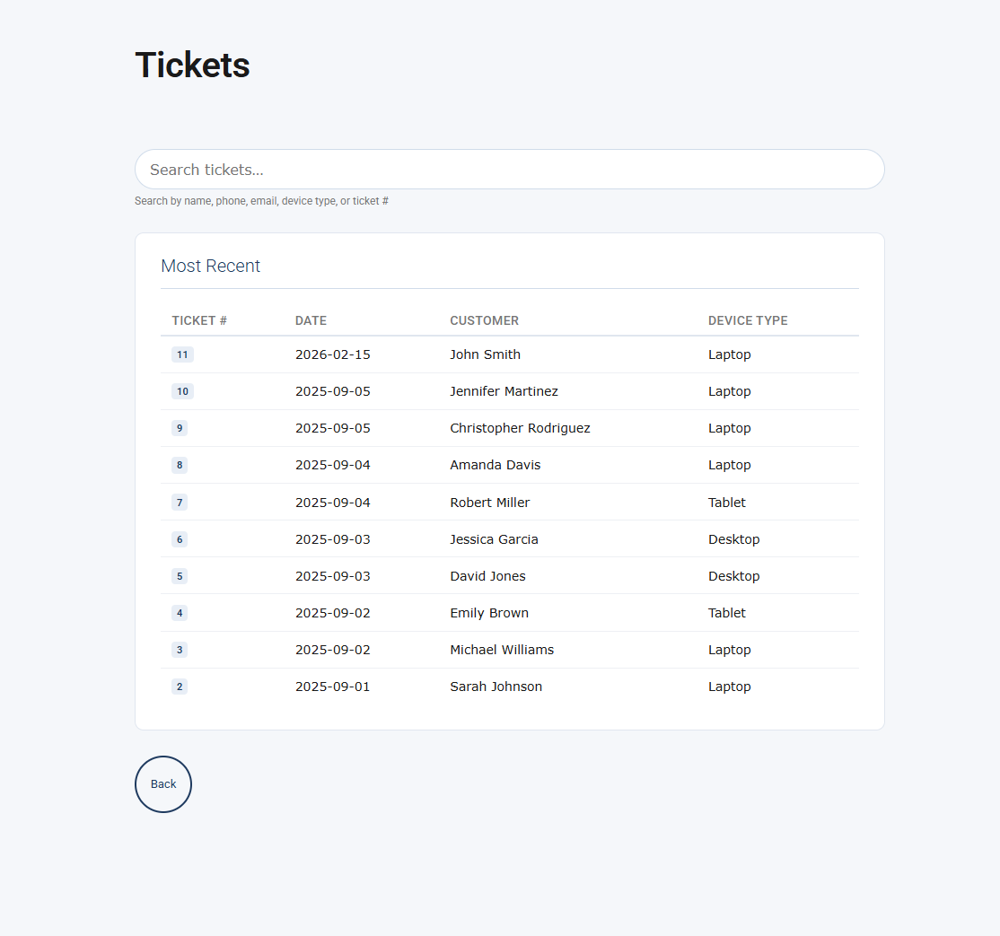 Tickets
Search tickets...
Search by name, phone, email, device type, or ticket #
Most Recent
TICKET # DATE CUSTOMER DEVICE TYPE
11 2026-02-15 John Smith Laptop
10 2025-09-05 Jennifer Martinez Laptop
9 2025-09-05 Christopher Rodriguez Laptop
8 2025-09-04 Amanda Davis Laptop
7 2025-09-04 Robert Miller Tablet
6 2025-09-03 Jessica Garcia Desktop
5 2025-09-03 David Jones Desktop
4 2025-09-02 Emily Brown Tablet
3 2025-09-02 Michael Williams Laptop
2 2025-09-01 Sarah Johnson Laptop
Back